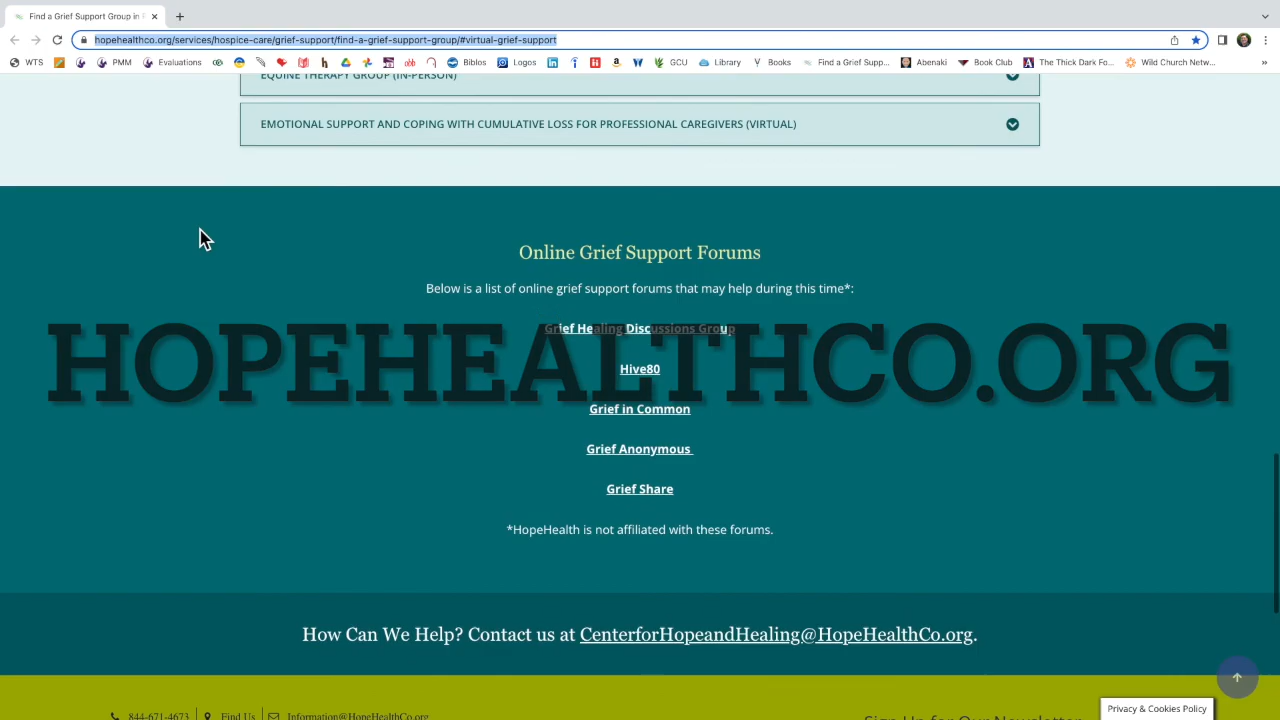 Find a Grief Support Group in
hopehealthco.org/services/hospice-care/grief-support/find-a-grief-support-group/#virtual-grief-support
WTS PMM Evaluations Biblos Logos GCU Library Books Find a Grief Supp... Abenaki Book Club The Thick Dark Fo... Wild Church Netw... »
EQUINE THERAPY GROUP (IN-PERSON)
EMOTIONAL SUPPORT AND COPING WITH CUMULATIVE LOSS FOR PROFESSIONAL CAREGIVERS (VIRTUAL)
Online Grief Support Forums
Below is a list of online grief support forums that may help during this time*:
Grief Healing Discussions Group
HOPEHEALTHCO.ORG
Hive80
Grief in Common
Grief Anonymous
Grief Share
*HopeHealth is not affiliated with these forums.
How Can We Help? Contact us at CenterforHopeandHealing@HopeHealthCo.org.
Privacy & Cookies Policy
844-671-4673 Find Us Information@HopeHealthCo.org
Sign Up for Our Newsletter